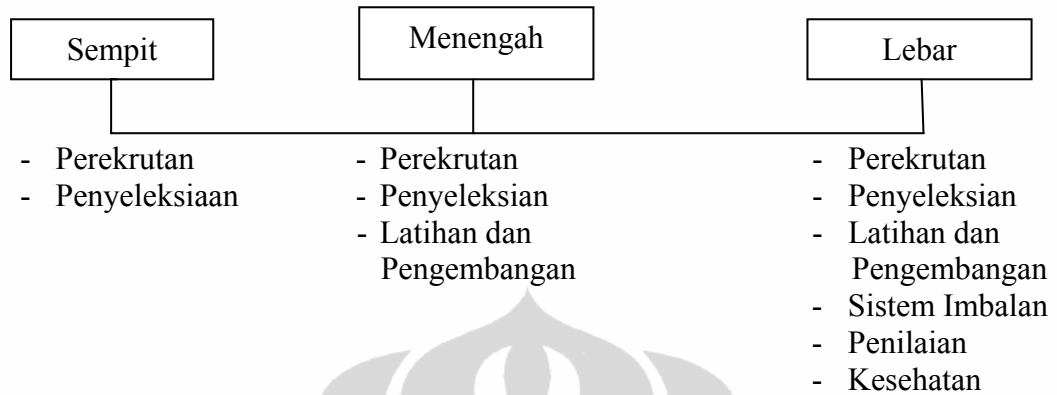 Sempit
Menengah
Lebar
- Perekrutan
- Penyeleksiaan
- Perekrutan
- Penyeleksian
- Latihan dan
Pengembangan
- Perekrutan
- Penyeleksian
- Latihan dan
Pengembangan
- Sistem Imbalan
- Penilaian
- Kesehatan